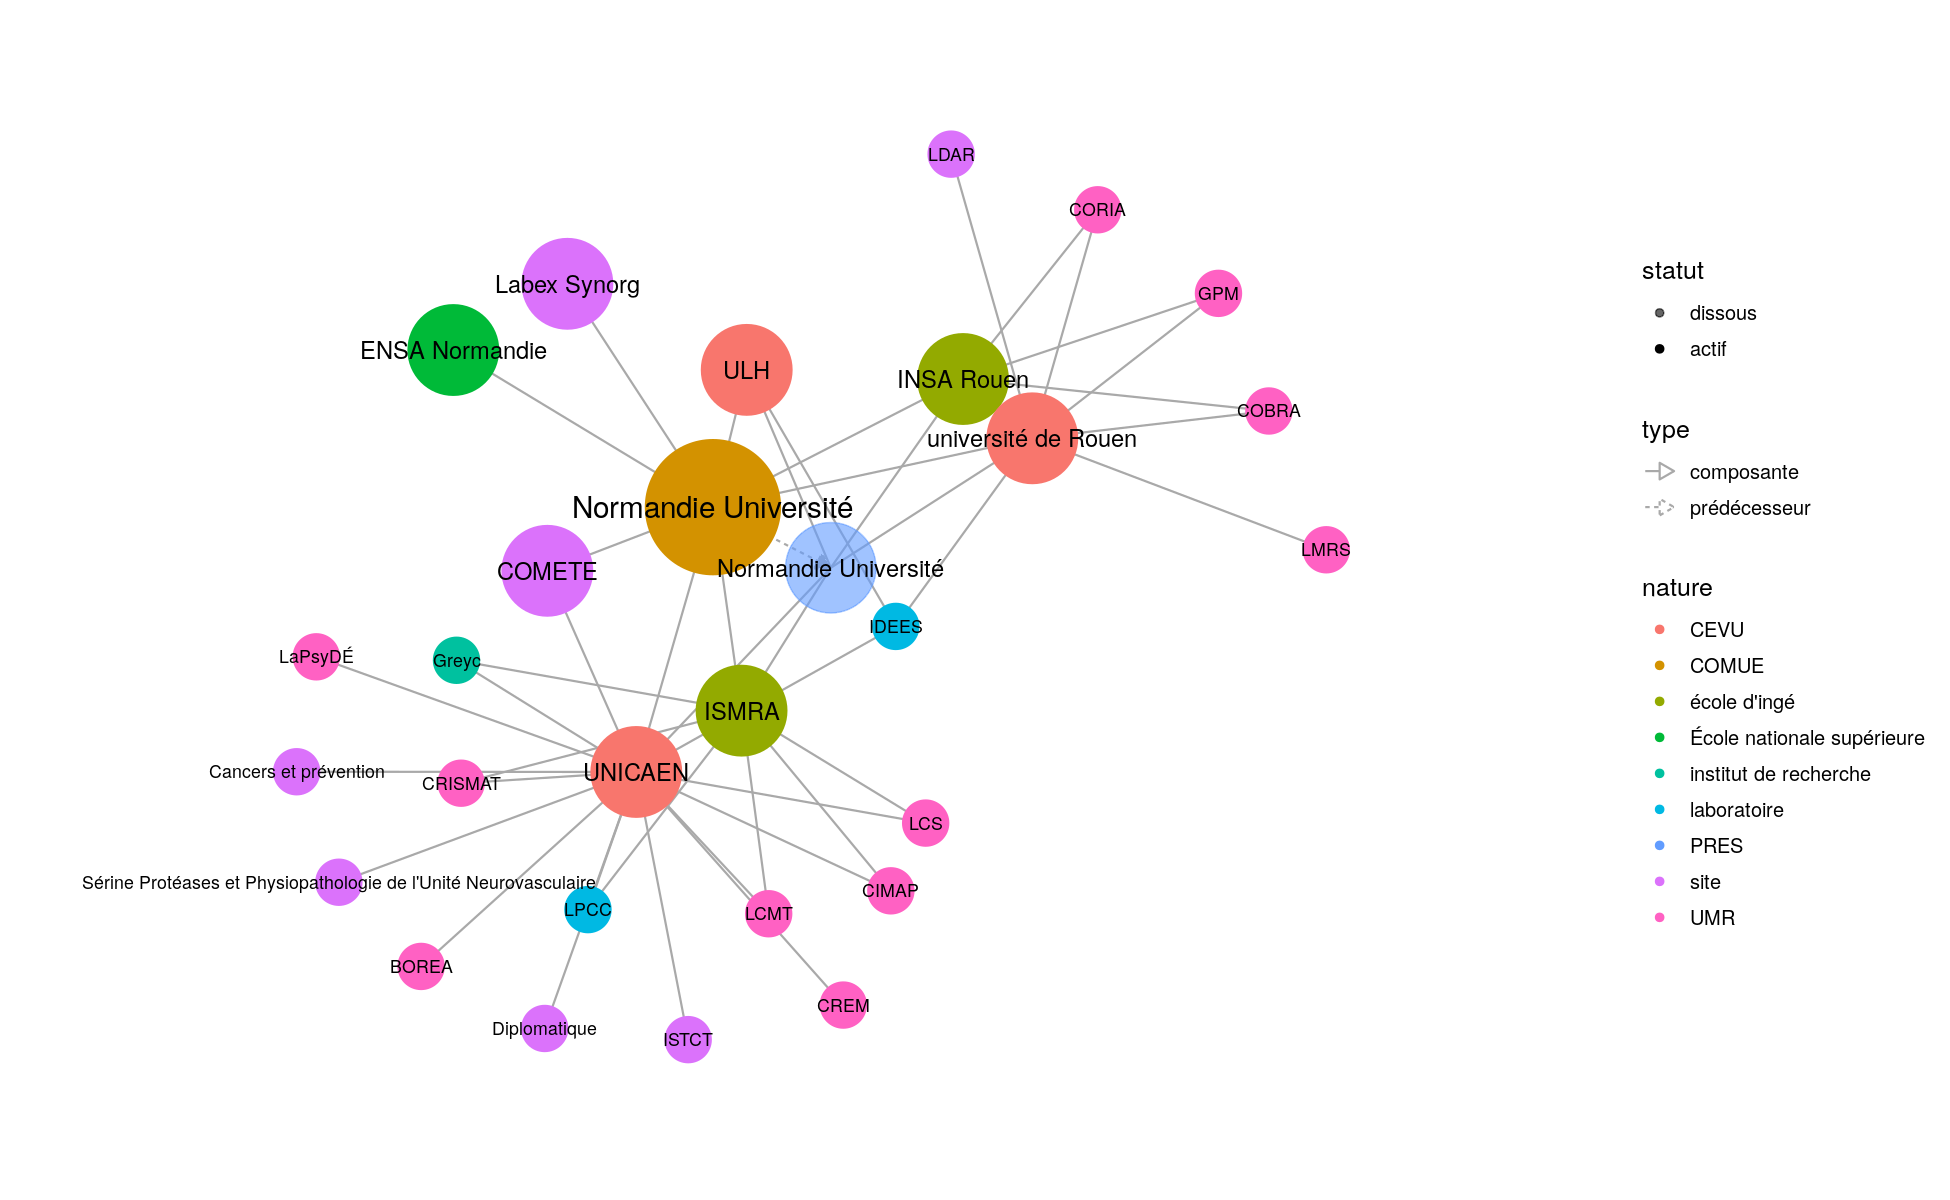 LDAR
CORIA
Labex Synorg
GPM
ENSA Normandie
ULH
INSA Rouen
COBRA
université de Rouen
Normandie Université
LMRS
COMETE
Normandie Université
IDEES
LaPsyDÉ
Greyc
ISMRA
Cancers et prévention
CRISMAT
UNICAEN
LCS
Sérine Protéases et Physiopathologie de l'Unité Neurovasculaire
CIMAP
LPCC
LCMT
BOREA
CREM
Diplomatique
ISTCT
statut
dissous
actif
type
composante
prédécesseur
nature
CEVU
COMUE
école d'ingé
École nationale supérieure
institut de recherche
laboratoire
PRES
site
UMR